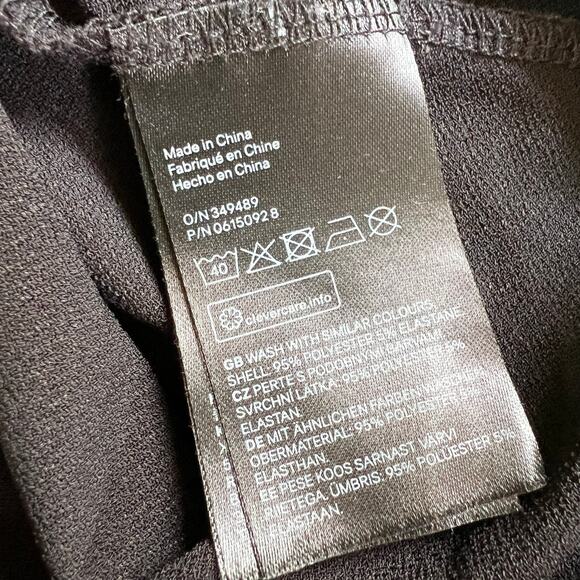 Made in China
Fabriqué en Chine
Hecho en China
O/N 349489
P/N 0615092 8
40
clevercare.info
GB WASH WITH SIMILAR COLOURS.
SHELL: 95% POLYESTER 5% ELASTANE
CZ PERTE S PODOBNÝMI BARVAMI.
SVRCHNÍ LÁTKA: 95% POLYESTER 5%
ELASTAN.
DE MIT ÄHNLICHEN FARBEN WASCHEN.
OBERMATERIAL: 95% POLYESTER 5%
ELASTHAN.
EE PESE KOOS SARNAST VÄRVI
RIETEGA. ÜMBRIS: 95% POLÜESTER 5%
ELASTAAN.